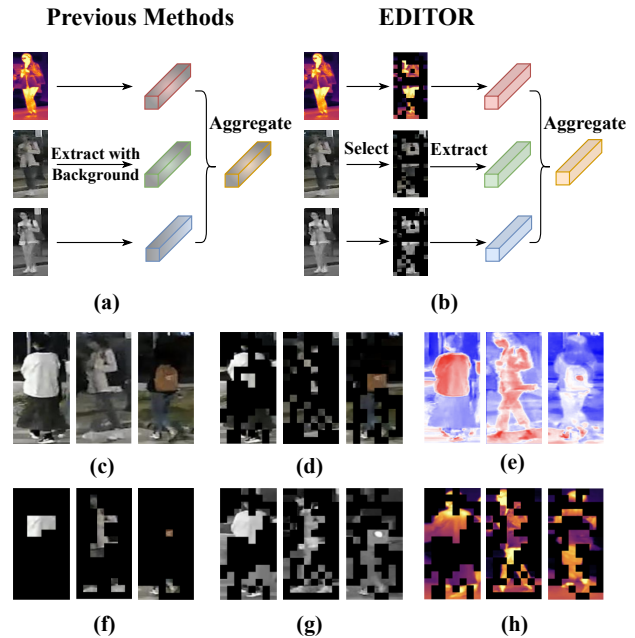 Previous Methods
EDITOR
Extract with
Background
Aggregate
Select
Extract
Aggregate
(a)
(b)
(c)
(d)
(e)
(f)
(g)
(h)